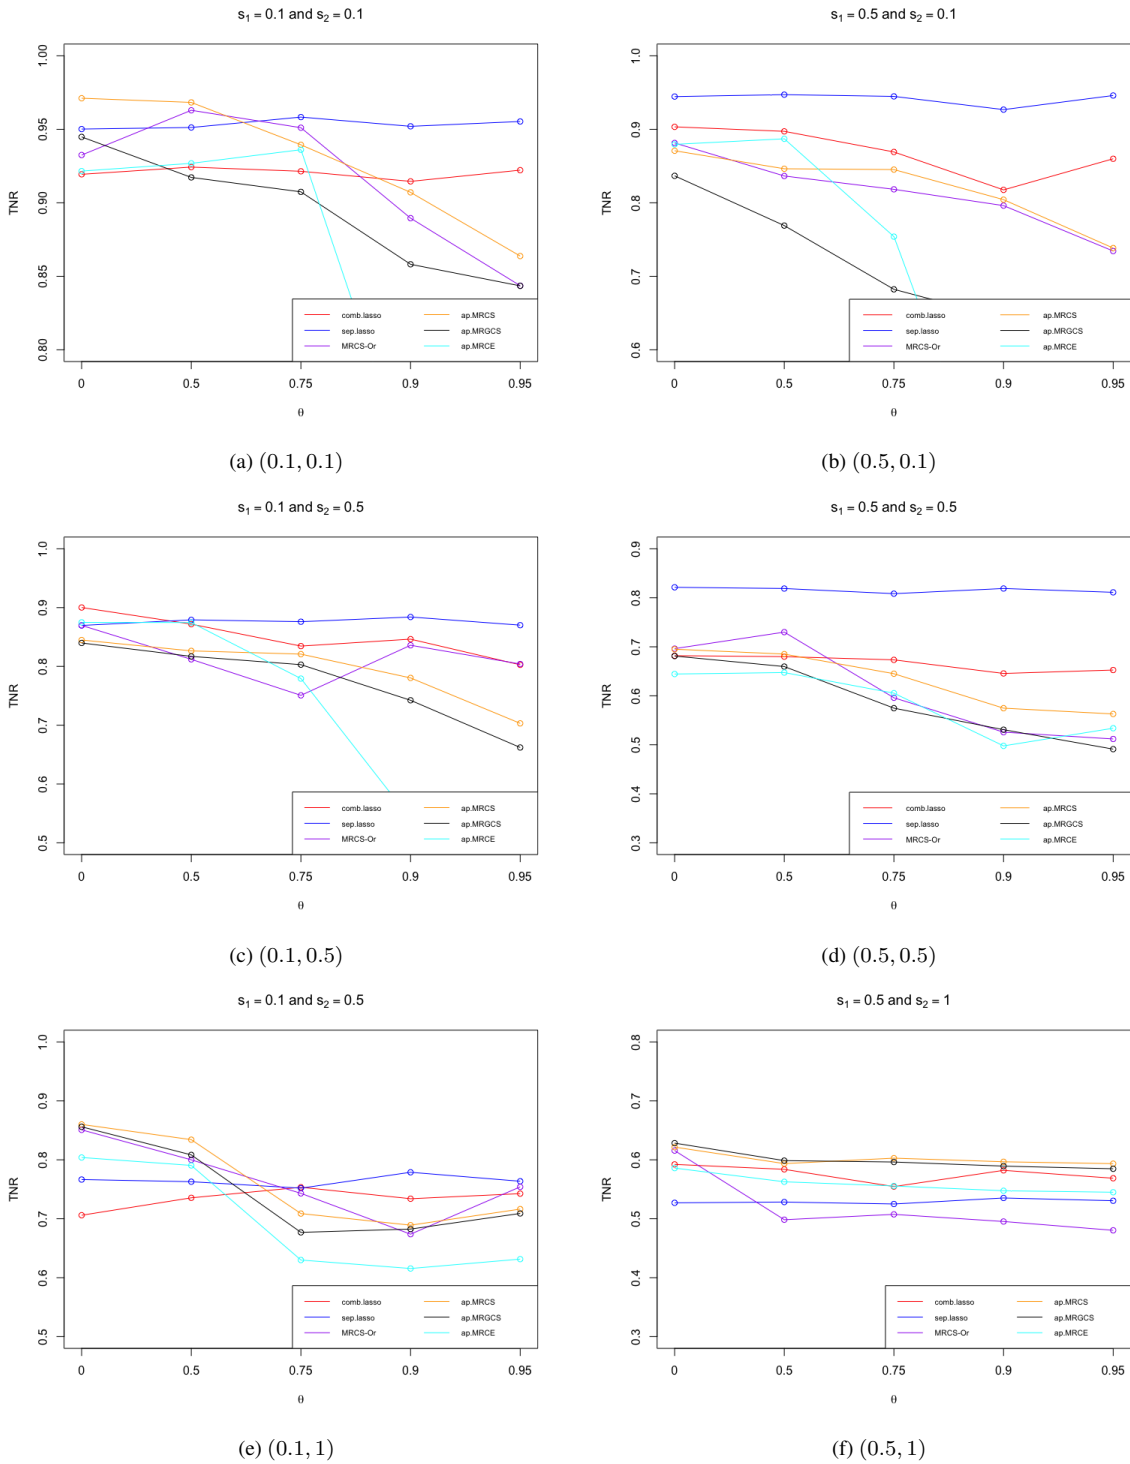 s1 = 0.1 and s2 = 0.1
TNR
1.00
0.95
0.90
0.85
0.80
comb.lasso ap.MRCS
sep.lasso ap.MRGCS
MRCS-Or ap.MRCE
0 0.5 0.75 0.9 0.95
θ
(a) (0.1, 0.1)
s1 = 0.5 and s2 = 0.1
TNR
1.0
0.9
0.8
0.7
0.6
comb.lasso ap.MRCS
sep.lasso ap.MRGCS
MRCS-Or ap.MRCE
0 0.5 0.75 0.9 0.95
θ
(b) (0.5, 0.1)
s1 = 0.1 and s2 = 0.5
TNR
1.0
0.9
0.8
0.7
0.6
0.5
comb.lasso ap.MRCS
sep.lasso ap.MRGCS
MRCS-Or ap.MRCE
0 0.5 0.75 0.9 0.95
θ
(c) (0.1, 0.5)
s1 = 0.5 and s2 = 0.5
TNR
0.9
0.8
0.7
0.6
0.5
0.4
0.3
comb.lasso ap.MRCS
sep.lasso ap.MRGCS
MRCS-Or ap.MRCE
0 0.5 0.75 0.9 0.95
θ
(d) (0.5, 0.5)
s1 = 0.1 and s2 = 0.5
TNR
1.0
0.9
0.8
0.7
0.6
0.5
comb.lasso ap.MRCS
sep.lasso ap.MRGCS
MRCS-Or ap.MRCE
0 0.5 0.75 0.9 0.95
θ
(e) (0.1, 1)
s1 = 0.5 and s2 = 1
TNR
0.8
0.7
0.6
0.5
0.4
0.3
comb.lasso ap.MRCS
sep.lasso ap.MRGCS
MRCS-Or ap.MRCE
0 0.5 0.75 0.9 0.95
θ
(f) (0.5, 1)